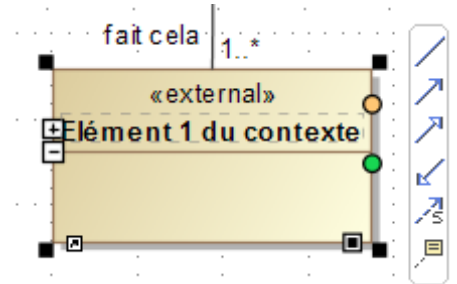 fait cela
1..*
«external»
Elément 1 du contexte
S